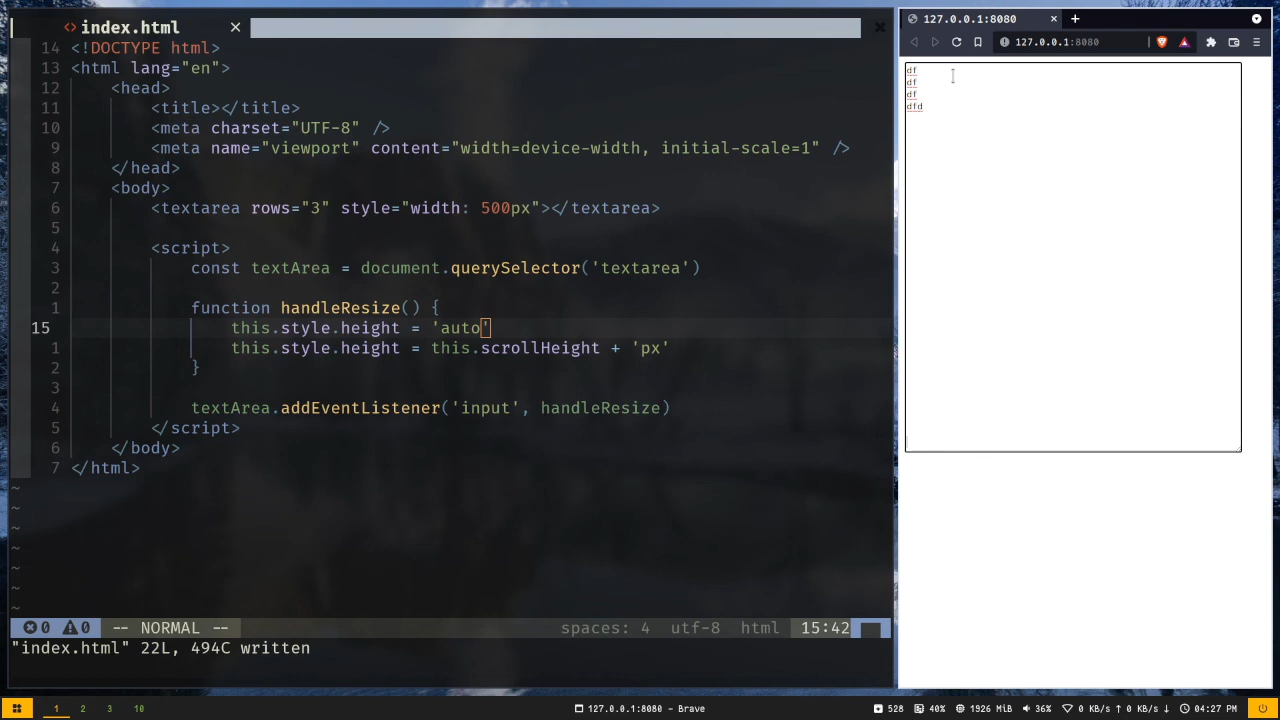 index.html
14 <!DOCTYPE html>
13 <html lang="en">
12 <head>
11 <title></title>
10 <meta charset="UTF-8" />
9 <meta name="viewport" content="width=device-width, initial-scale=1" />
8 </head>
7 <body>
6 <textarea rows="3" style="width: 500px"></textarea>
5
4 <script>
3 const textArea = document.querySelector('textarea')
2
1 function handleResize() {
15 this.style.height = 'auto'
1 this.style.height = this.scrollHeight + 'px'
2 }
3
4 textArea.addEventListener('input', handleResize)
5 </script>
6 </body>
7 </html>
~
~
~
~
~
~
~
0 0 -- NORMAL -- spaces: 4 utf-8 html 15:42
"index.html" 22L, 494C written
127.0.0.1:8080
127.0.0.1:8080
df
df
df
dfd
1 2 3 10 127.0.0.1:8080 - Brave 528 40% 1926 MiB 36% 0 KB/s ↑ 0 KB/s ↓ 04:27 PM